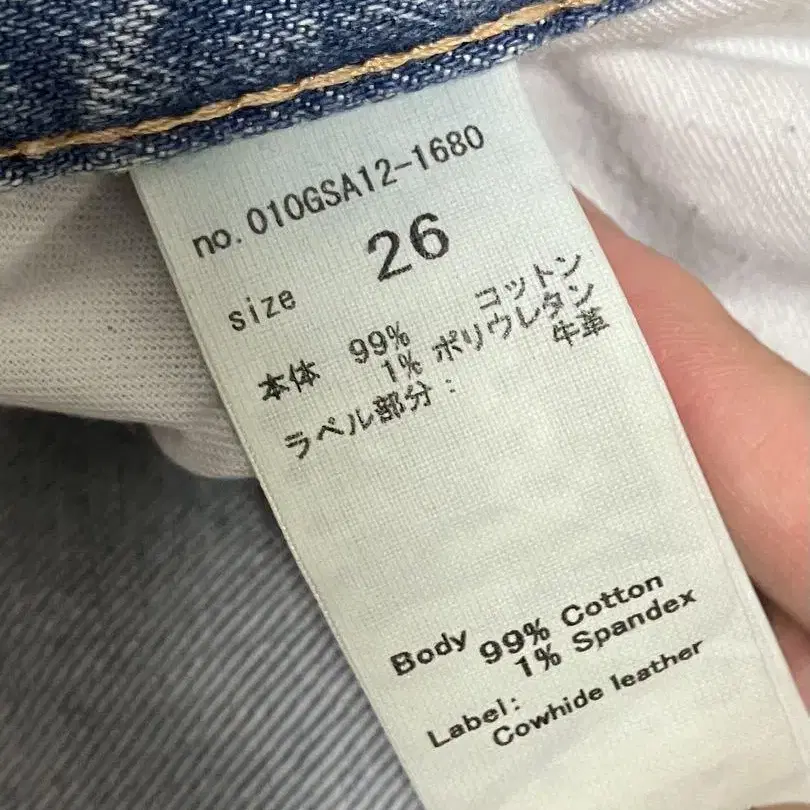 no. 010GSA12-1680
size 26
本体 99% コットン
1% ポリウレタン
ラペル部分: 牛革
Body 99% Cotton
1% Spandex
Label:
Cowhide leather